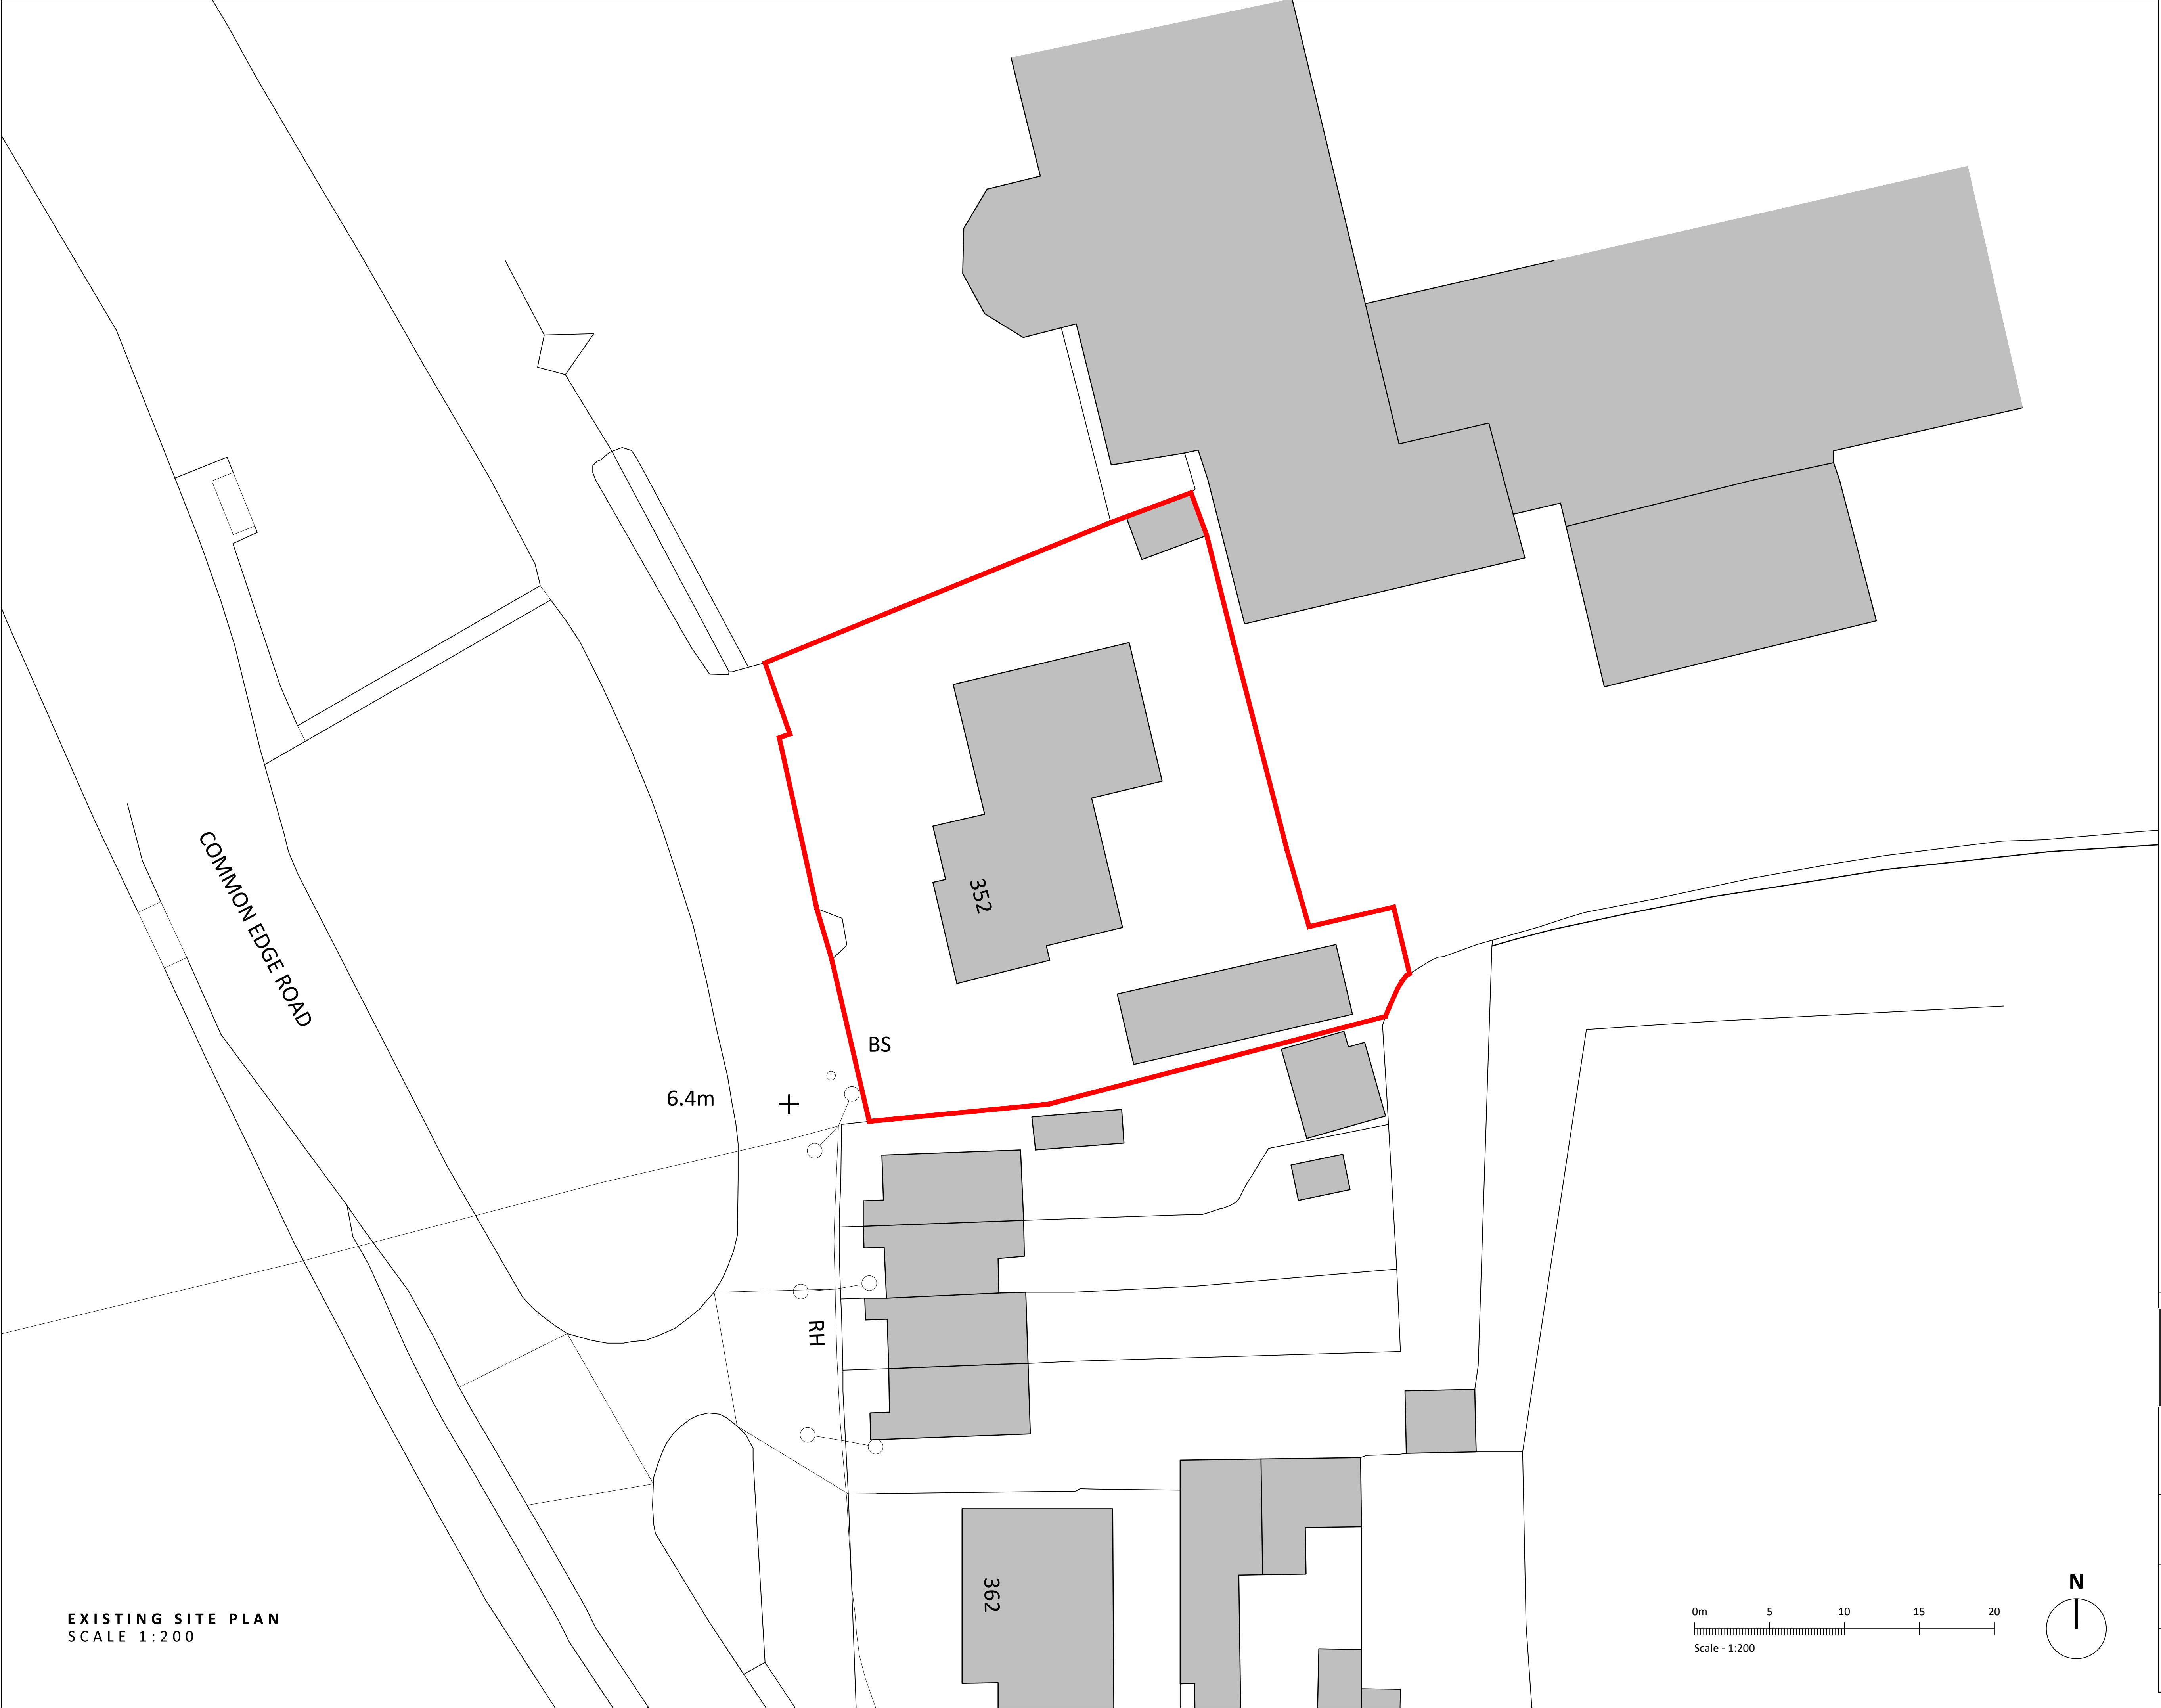 COMMON EDGE ROAD
352
BS
6.4m
RH
362
EXISTING SITE PLAN
SCALE 1:200
0m 5 10 15 20
Scale - 1:200
N